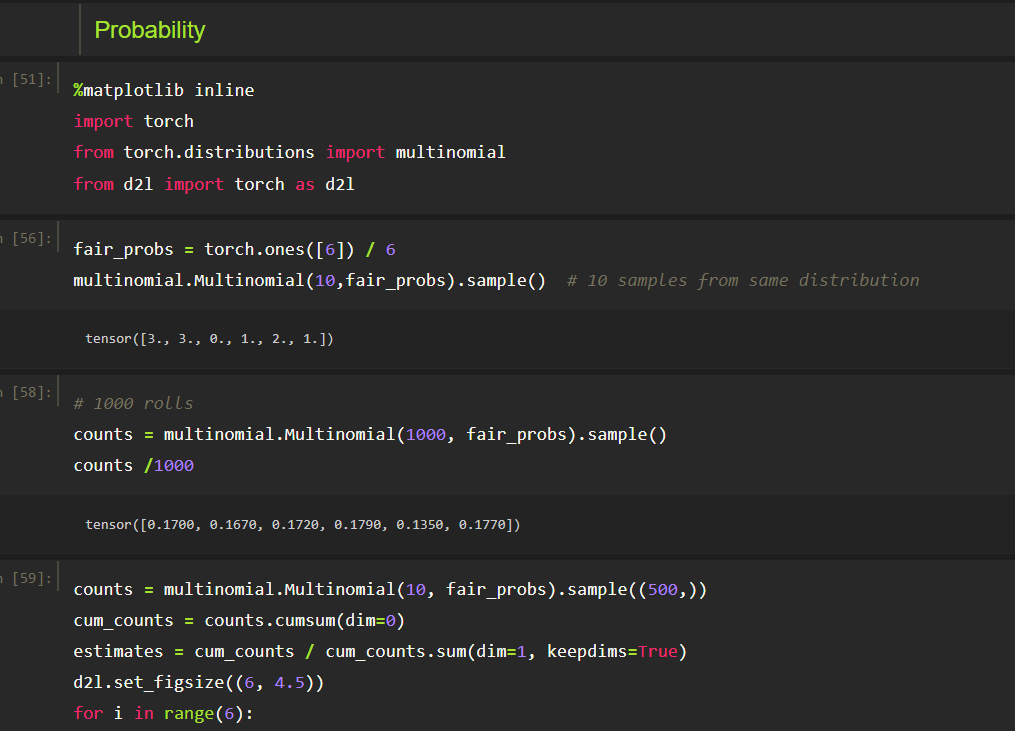 Probability
n [51]:
%matplotlib inline
import torch
from torch.distributions import multinomial
from d2l import torch as d2l
n [56]:
fair_probs = torch.ones([6]) / 6
multinomial.Multinomial(10,fair_probs).sample()  # 10 samples from same distribution
tensor([3., 3., 0., 1., 2., 1.])
n [58]:
# 1000 rolls
counts = multinomial.Multinomial(1000, fair_probs).sample()
counts /1000
tensor([0.1700, 0.1670, 0.1720, 0.1790, 0.1350, 0.1770])
n [59]:
counts = multinomial.Multinomial(10, fair_probs).sample((500,))
cum_counts = counts.cumsum(dim=0)
estimates = cum_counts / cum_counts.sum(dim=1, keepdims=True)
d2l.set_figsize((6, 4.5))
for i in range(6):